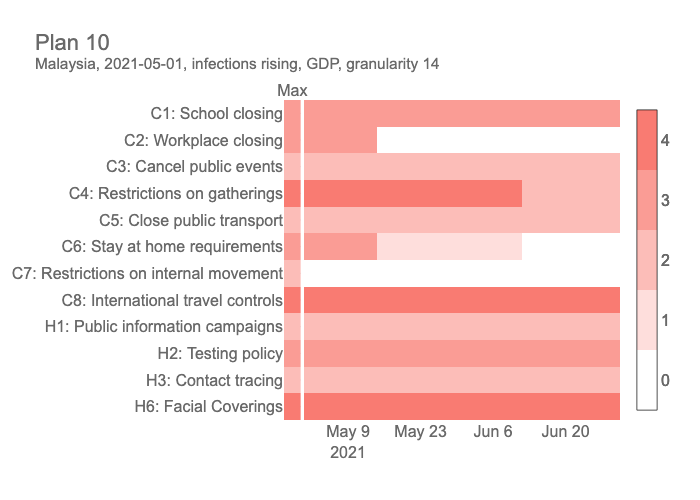 Plan 10
Malaysia, 2021-05-01, infections rising, GDP, granularity 14
Max
C1: School closing
C2: Workplace closing
C3: Cancel public events
C4: Restrictions on gatherings
C5: Close public transport
C6: Stay at home requirements
C7: Restrictions on internal movement
C8: International travel controls
H1: Public information campaigns
H2: Testing policy
H3: Contact tracing
H6: Facial Coverings
May 9 May 23 Jun 6 Jun 20
2021
4
3
2
1
0